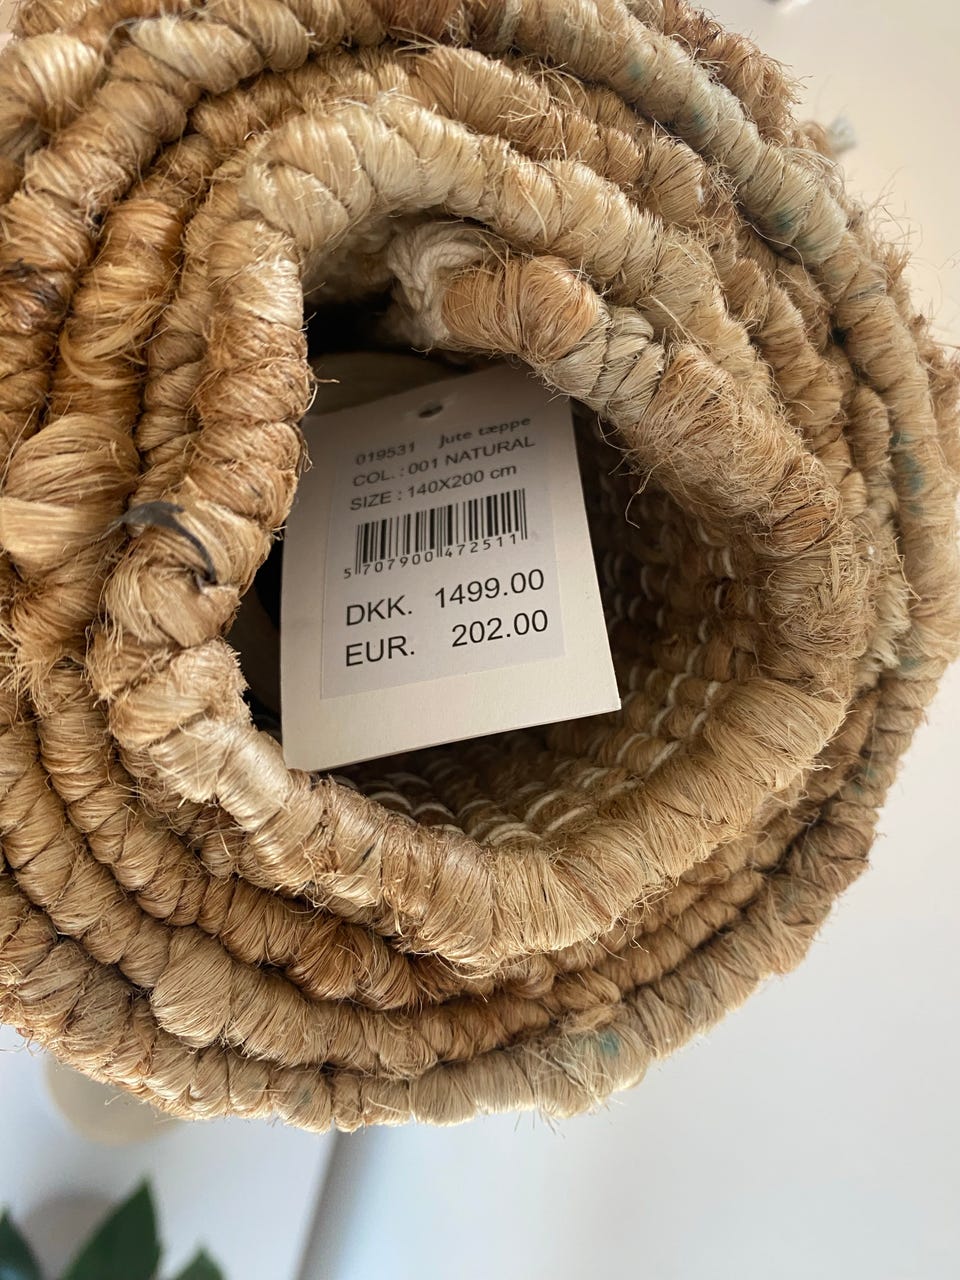 019531 Jute tæppe
COL. : 001 NATURAL
SIZE : 140X200 cm
5 707900 472511
DKK. 1499.00
EUR. 202.00